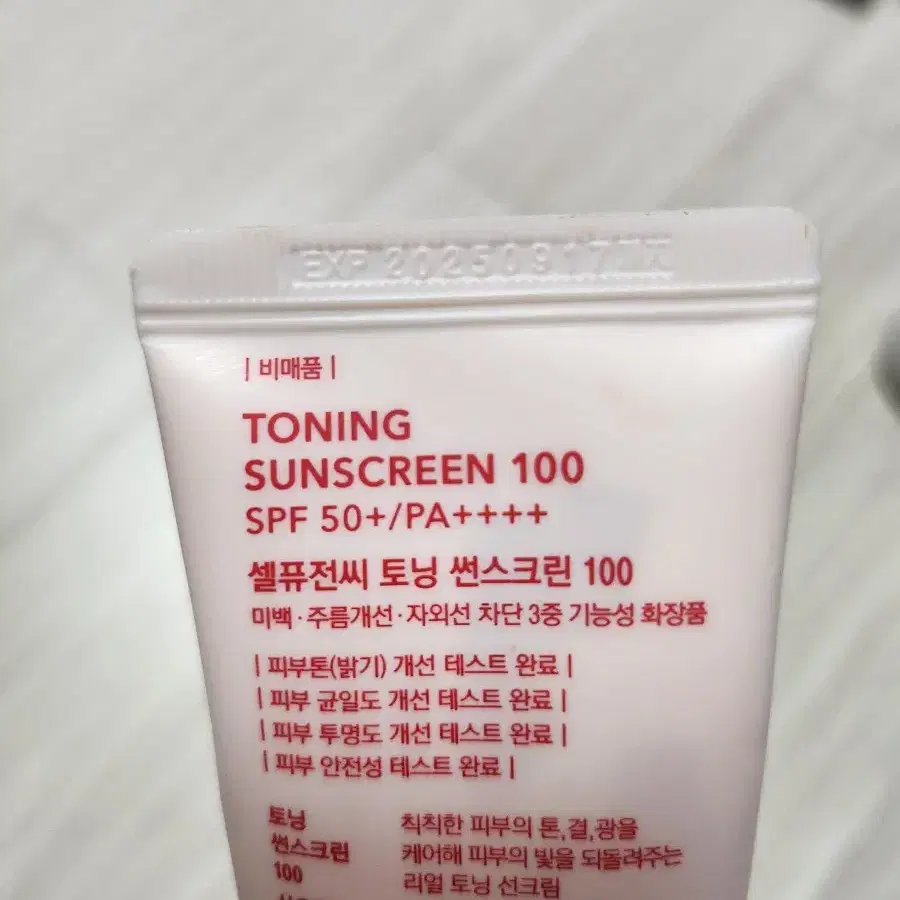 EXP 20250917 7K
| 비매품 |
TONING
SUNSCREEN 100
SPF 50+/PA++++
셀퓨전씨 토닝 썬스크린 100
미백·주름개선·자외선 차단 3중 기능성 화장품
| 피부톤(밝기) 개선 테스트 완료 |
| 피부 균일도 개선 테스트 완료 |
| 피부 투명도 개선 테스트 완료 |
| 피부 안전성 테스트 완료 |
토닝
썬스크린
100
칙칙한 피부의 톤,결,광을
케어해 피부의 빛을 되돌려주는
리얼 토닝 선크림